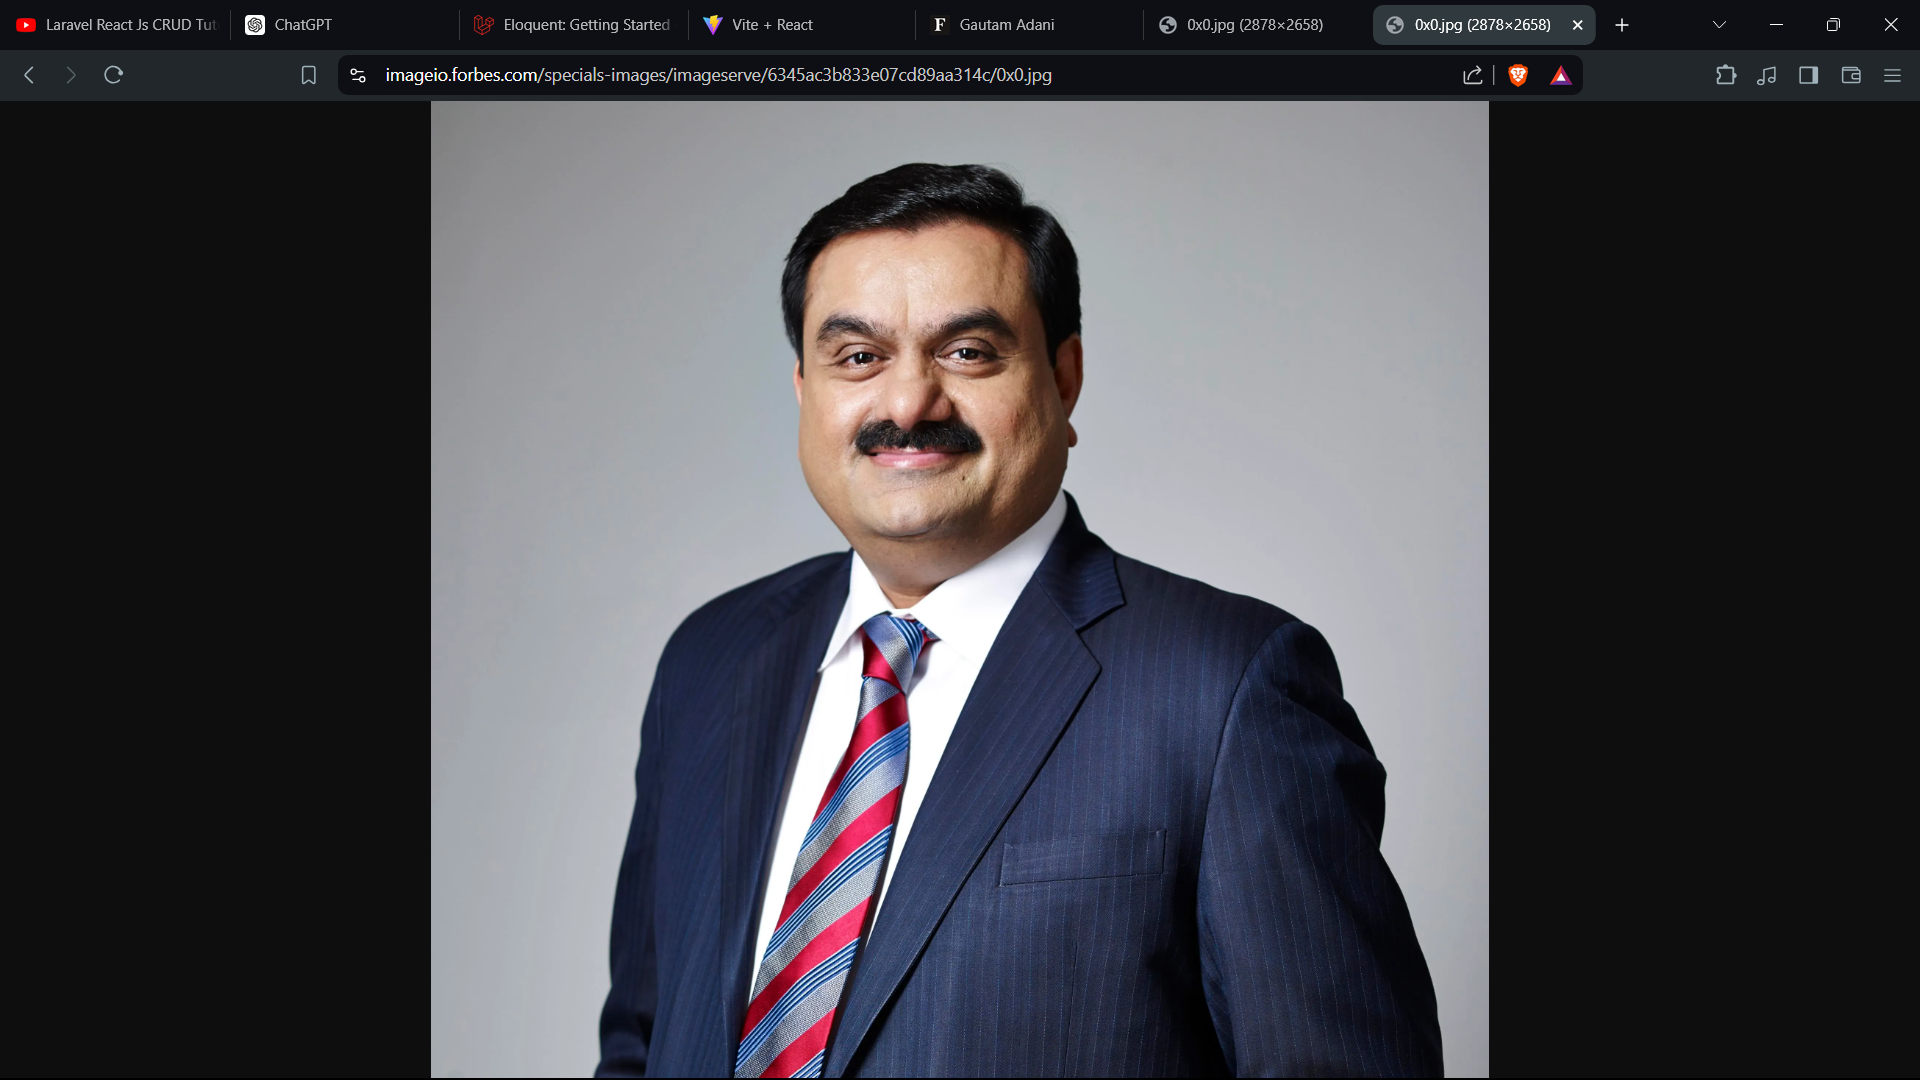 Laravel React Js CRUD Tut
ChatGPT
Eloquent: Getting Started
Vite + React
F Gautam Adani
0x0.jpg (2878×2658)
0x0.jpg (2878×2658)
imageio.forbes.com/specials-images/imageserve/6345ac3b833e07cd89aa314c/0x0.jpg